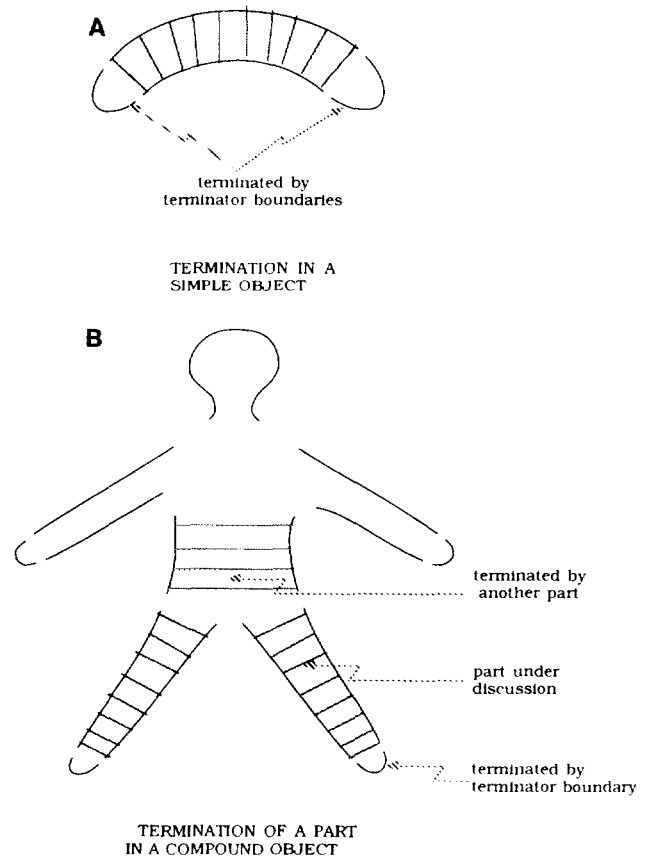 A
terminated by
terminator boundaries
TERMINATION IN A
SIMPLE OBJECT
B
terminated by
another part
part under
discussion
terminated by
terminator boundary
TERMINATION OF A PART
IN A COMPOUND OBJECT